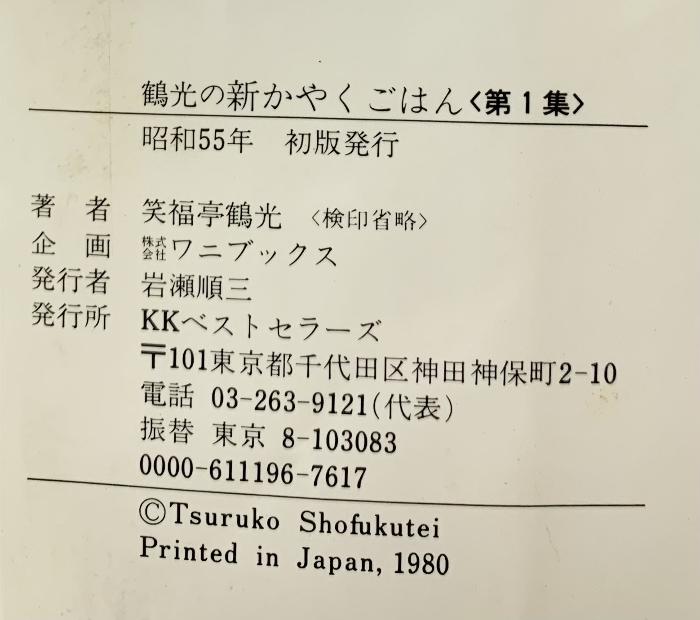 鶴光の新かやくごはん〈第1集〉
昭和55年　初版発行
著　者　笑福亭鶴光　〈検印省略〉
企　画　株式会社ワニブックス
発行者　岩瀬順三
発行所　KKベストセラーズ
〒101東京都千代田区神田神保町2-10
電話 03-263-9121(代表)
振替 東京 8-103083
0000-611196-7617
©Tsuruko Shofukutei
Printed in Japan, 1980